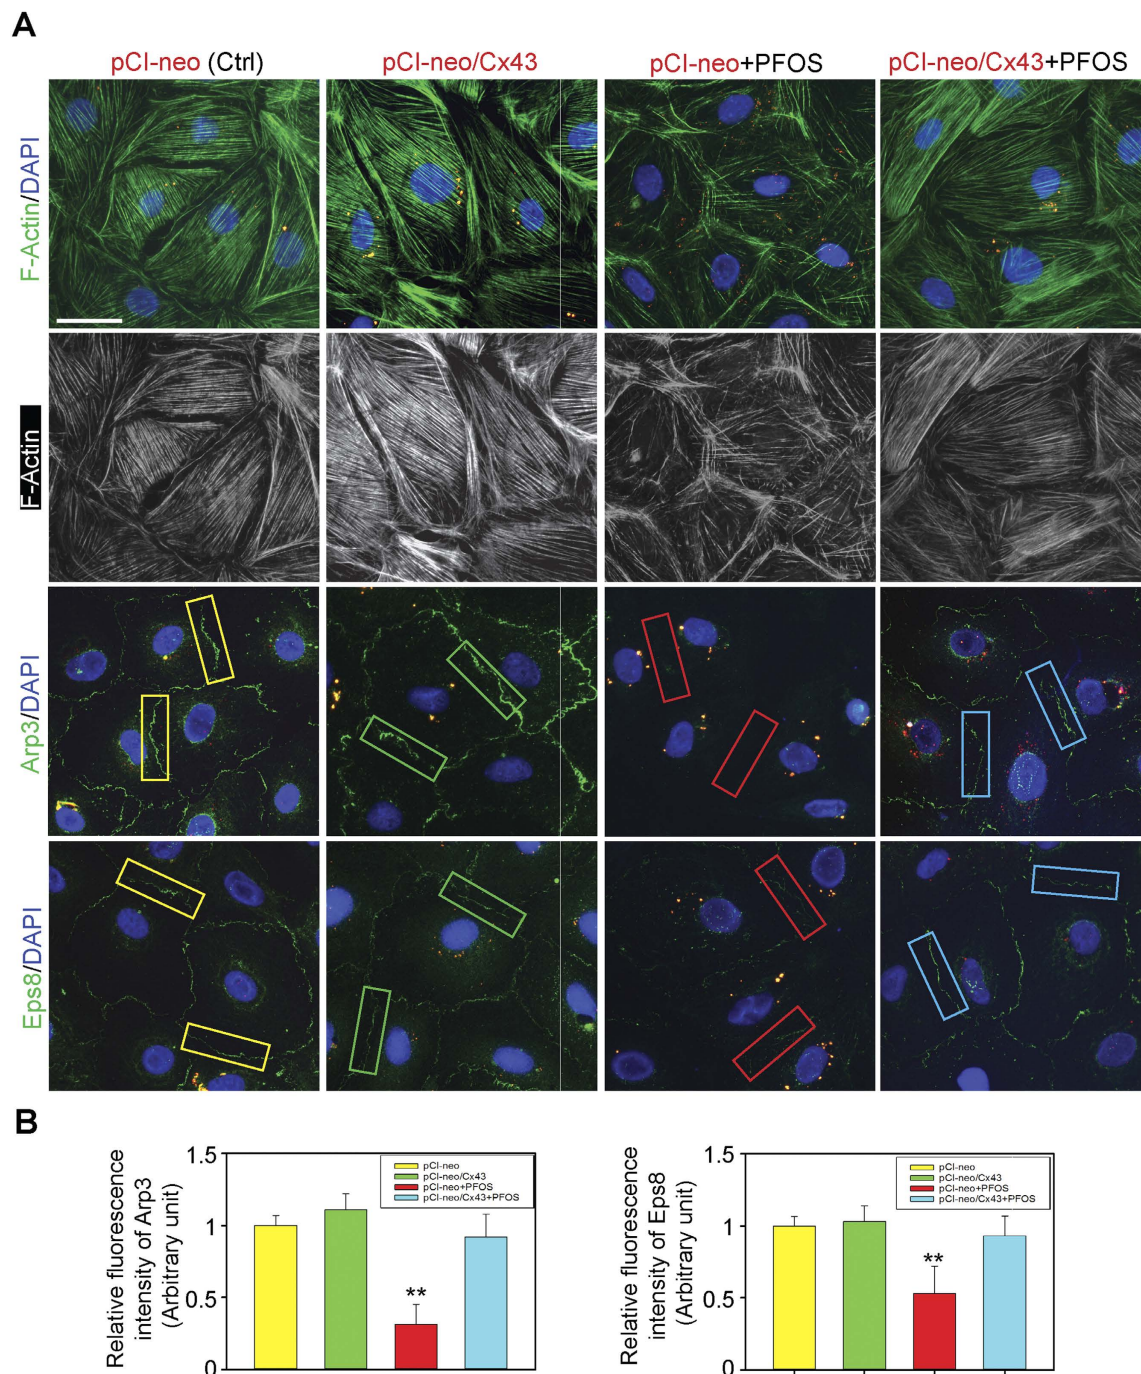 A
pCI-neo (Ctrl)
pCI-neo/Cx43
pCI-neo+PFOS
pCI-neo/Cx43+PFOS
F-Actin/DAPI
F-Actin
Arp3/DAPI
Eps8/DAPI
B
Relative fluorescence
intensity of Arp3
(Arbitrary unit)
1.5
1
0.5
0
pCI-neo
pCI-neo/Cx43
pCI-neo+PFOS
pCI-neo/Cx43+PFOS
**
Relative fluorescence
intensity of Eps8
(Arbitrary unit)
1.5
1
0.5
0
pCI-neo
pCI-neo/Cx43
pCI-neo+PFOS
pCI-neo/Cx43+PFOS
**